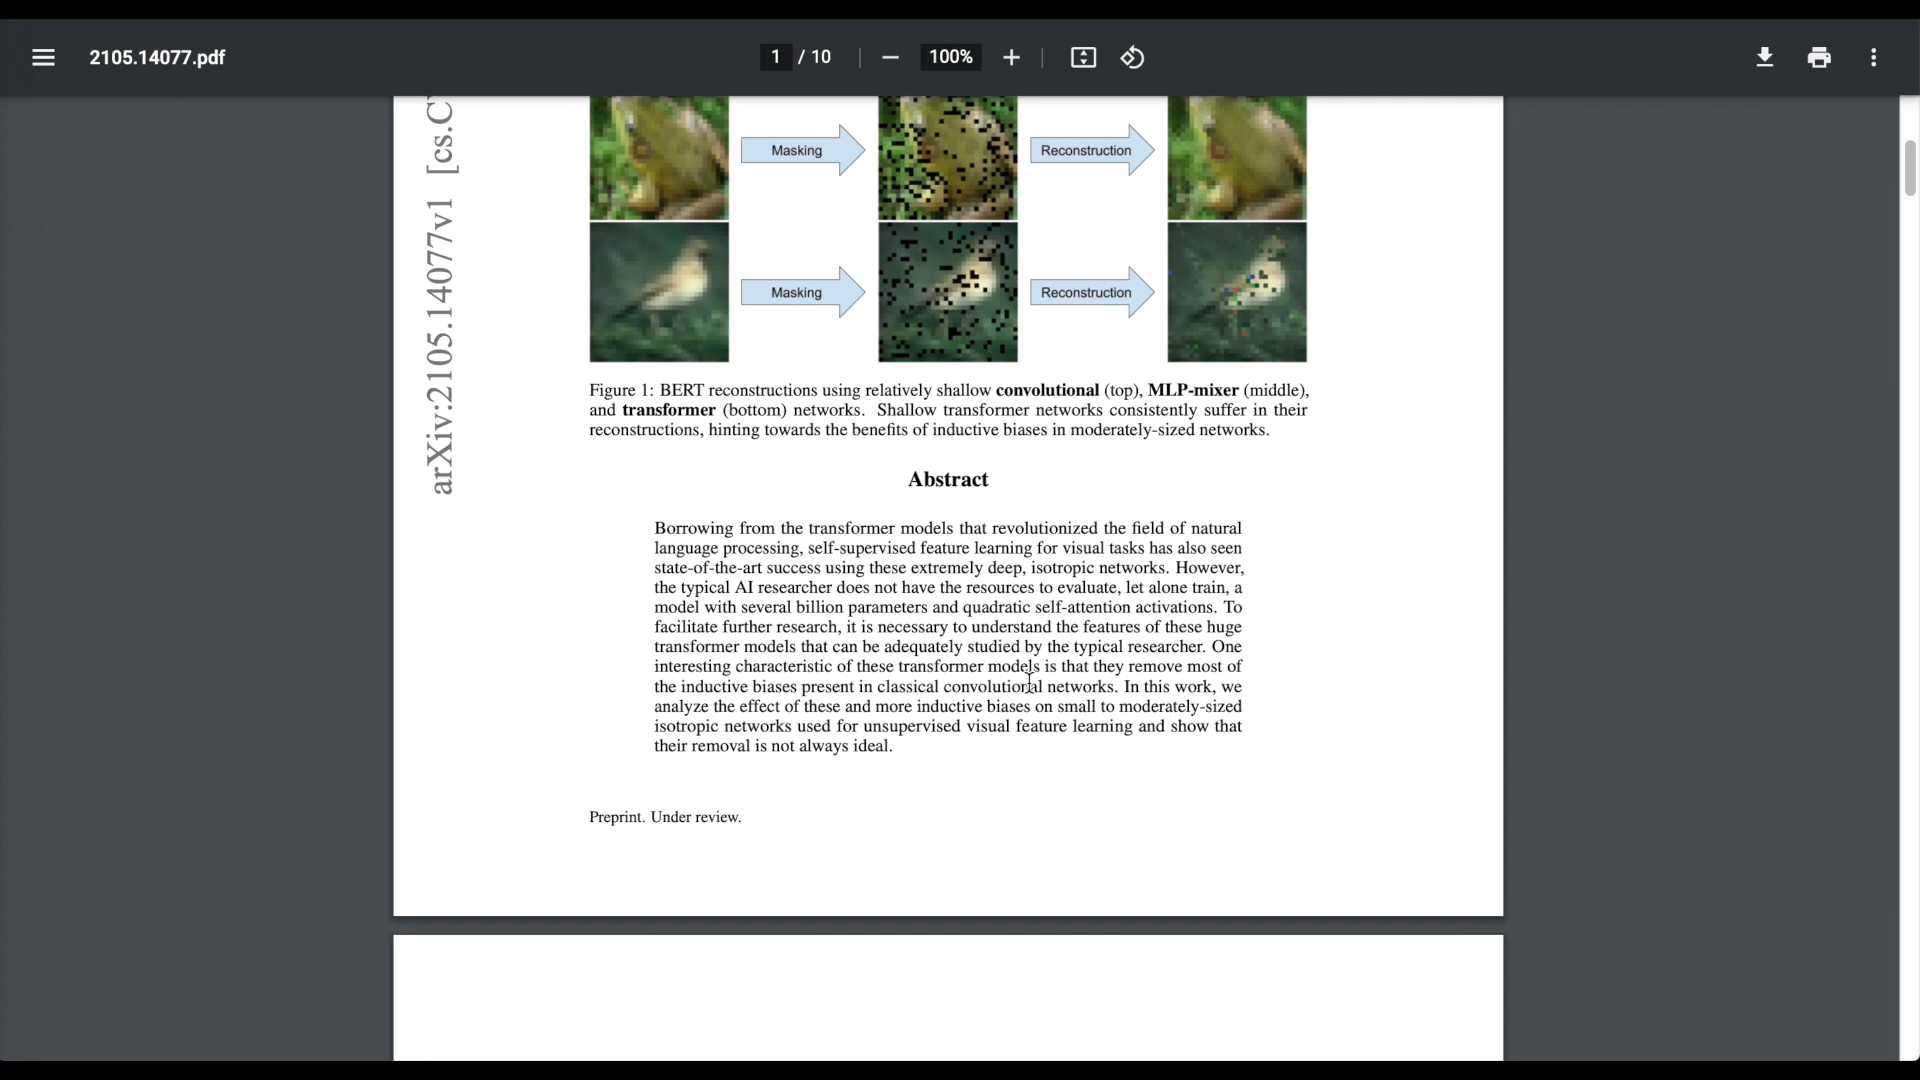 2105.14077.pdf
1 / 10
100%
arXiv:2105.14077v1 [cs.C
Masking
Reconstruction
Masking
Reconstruction
Figure 1: BERT reconstructions using relatively shallow convolutional (top), MLP-mixer (middle),
and transformer (bottom) networks. Shallow transformer networks consistently suffer in their
reconstructions, hinting towards the benefits of inductive biases in moderately-sized networks.
Abstract
Borrowing from the transformer models that revolutionized the field of natural
language processing, self-supervised feature learning for visual tasks has also seen
state-of-the-art success using these extremely deep, isotropic networks. However,
the typical AI researcher does not have the resources to evaluate, let alone train, a
model with several billion parameters and quadratic self-attention activations. To
facilitate further research, it is necessary to understand the features of these huge
transformer models that can be adequately studied by the typical researcher. One
interesting characteristic of these transformer models is that they remove most of
the inductive biases present in classical convolutional networks. In this work, we
analyze the effect of these and more inductive biases on small to moderately-sized
isotropic networks used for unsupervised visual feature learning and show that
their removal is not always ideal.
Preprint. Under review.